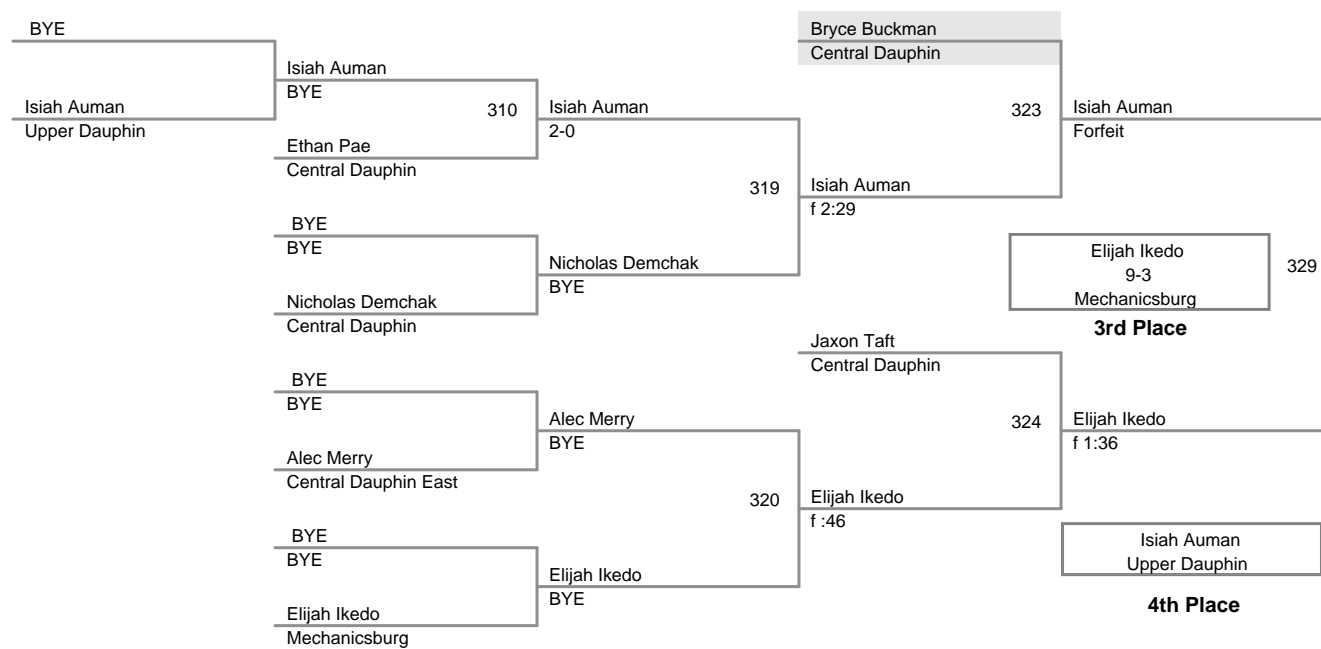 BYE
Bryce Buckman
Central Dauphin
Isiah Auman
BYE
Isiah Auman
Upper Dauphin
310
Isiah Auman
2-0
323
Isiah Auman
Forfeit
Ethan Pae
Central Dauphin
319
Isiah Auman
f 2:29
BYE
BYE
Nicholas Demchak
BYE
Elijah Ikedo
9-3
Mechanicsburg
329
3rd Place
Nicholas Demchak
Central Dauphin
Jaxon Taft
Central Dauphin
BYE
BYE
Alec Merry
BYE
324
Elijah Ikedo
f 1:36
Alec Merry
Central Dauphin East
320
Elijah Ikedo
f :46
BYE
BYE
Isiah Auman
Upper Dauphin
4th Place
Elijah Ikedo
BYE
Elijah Ikedo
Mechanicsburg